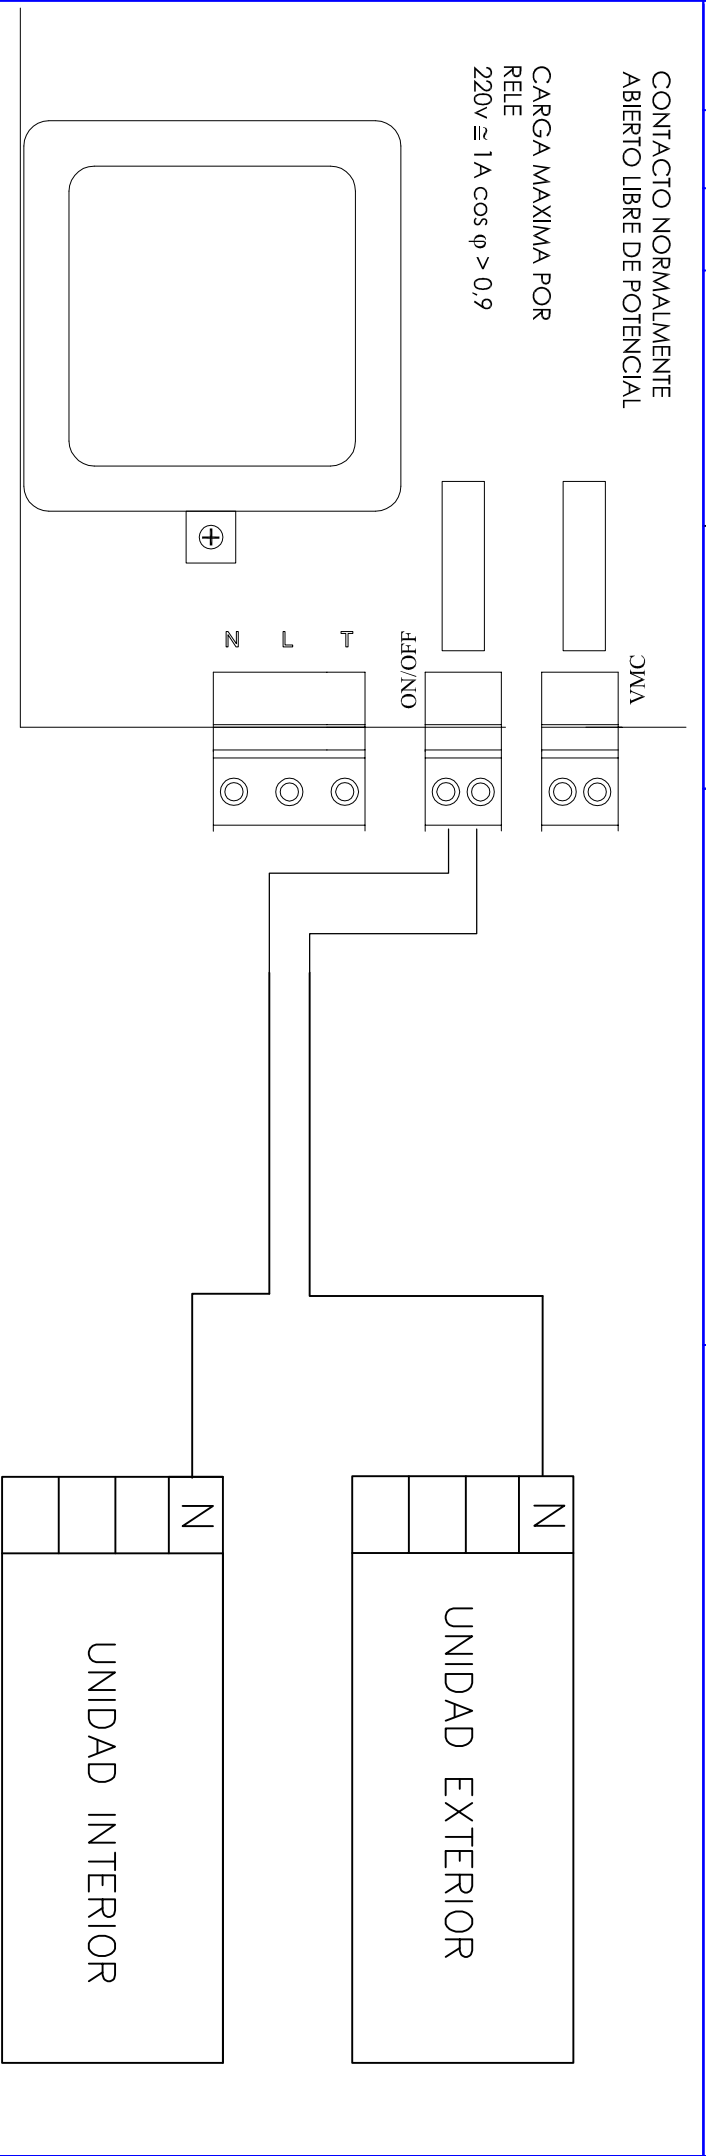 CONTACTO NORMALMENTE
ABIERTO LIBRE DE POTENCIAL
CARGA MAXIMA POR
RELE
220v ≅ 1A cos φ > 0,9
VMC
ON/OFF
T
L
N
N
UNIDAD EXTERIOR
N
UNIDAD INTERIOR